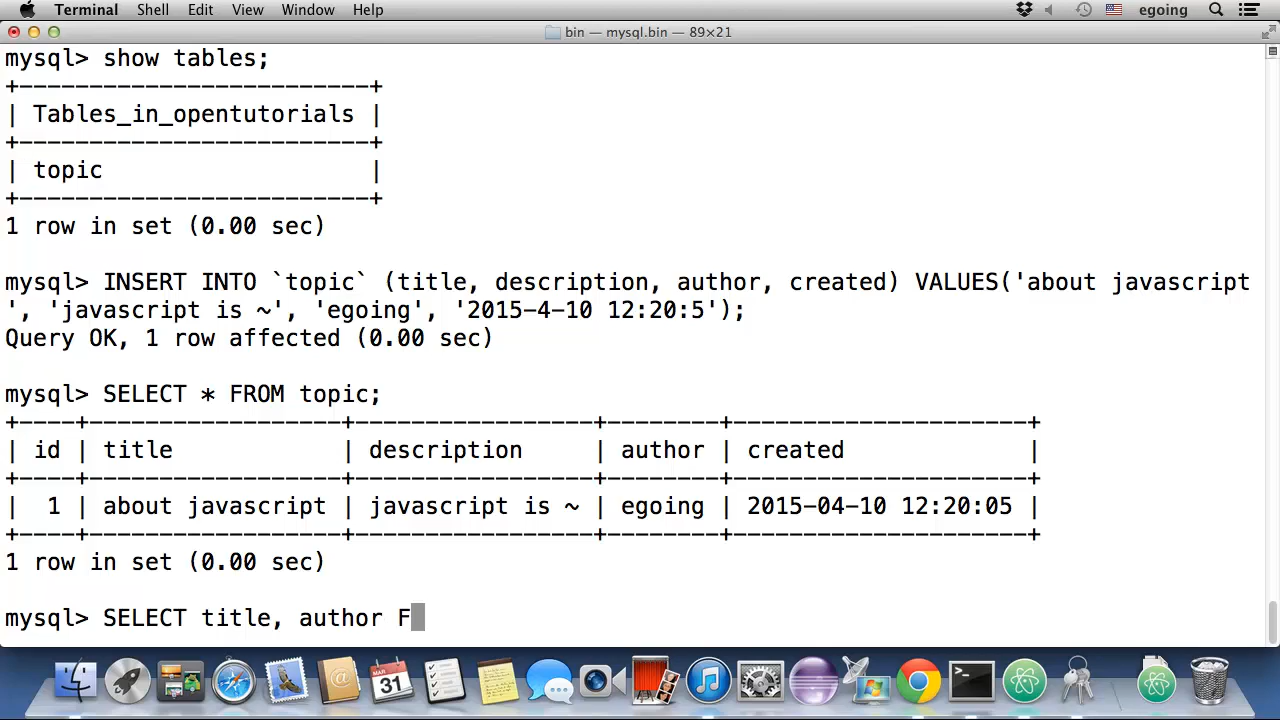 Terminal Shell Edit View Window Help egoing
bin — mysql.bin — 89×21
mysql> show tables;
+-------------------------+
| Tables_in_opentutorials |
+-------------------------+
| topic                   |
+-------------------------+
1 row in set (0.00 sec)
mysql> INSERT INTO `topic` (title, description, author, created) VALUES('about javascript
', 'javascript is ~', 'egoing', '2015-4-10 12:20:5');
Query OK, 1 row affected (0.00 sec)
mysql> SELECT * FROM topic;
+----+------------------+-----------------+--------+---------------------+
| id | title            | description     | author | created             |
+----+------------------+-----------------+--------+---------------------+
|  1 | about javascript | javascript is ~ | egoing | 2015-04-10 12:20:05 |
+----+------------------+-----------------+--------+---------------------+
1 row in set (0.00 sec)
mysql> SELECT title, author F
31